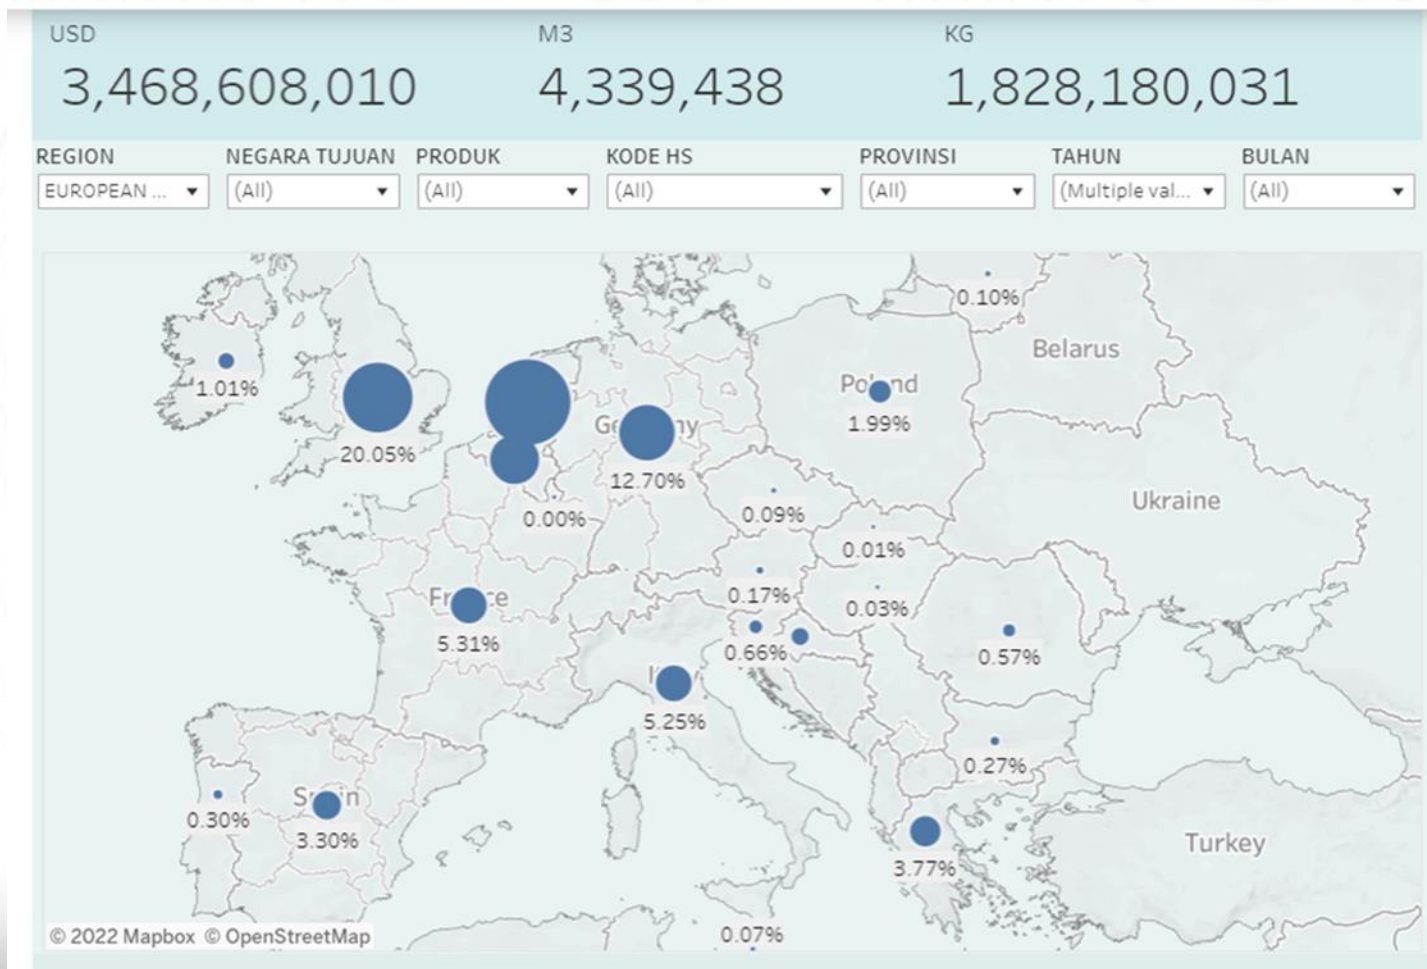 USD M3 KG
3,468,608,010 4,339,438 1,828,180,031
REGION NEGARA TUJUAN PRODUK KODE HS PROVINSI TAHUN BULAN
EUROPEAN ... (All) (All) (All) (All) (Multiple val... (All)
0.10%
Belarus
1.01%
Poland
1.99%
Germany
20.05%
12.70%
Ukraine
0.00%
0.09%
0.01%
France
0.17%
0.03%
5.31%
0.66%
0.57%
Italy
5.25%
0.27%
Spain
0.30%
3.30%
Turkey
3.77%
0.07%
© 2022 Mapbox © OpenStreetMap